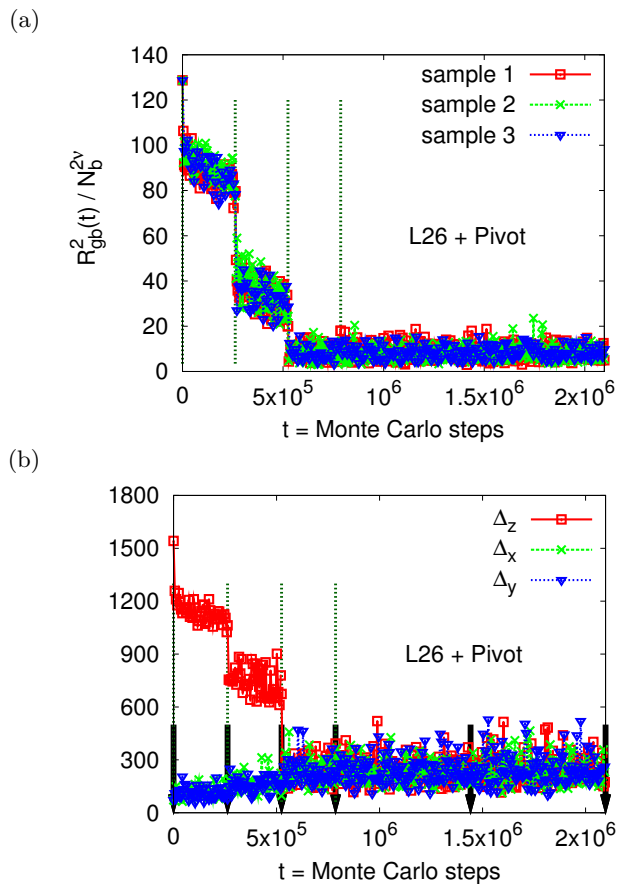 (a)
140
120
100
80
60
40
20
0
R²gb(t) / Nb²ᵛ
sample 1
sample 2
sample 3
L26 + Pivot
0 5x10⁵ 10⁶ 1.5x10⁶ 2x10⁶
t = Monte Carlo steps
(b)
1800
1500
1200
900
600
300
0
Δz
Δx
Δy
L26 + Pivot
0 5x10⁵ 10⁶ 1.5x10⁶ 2x10⁶
t = Monte Carlo steps